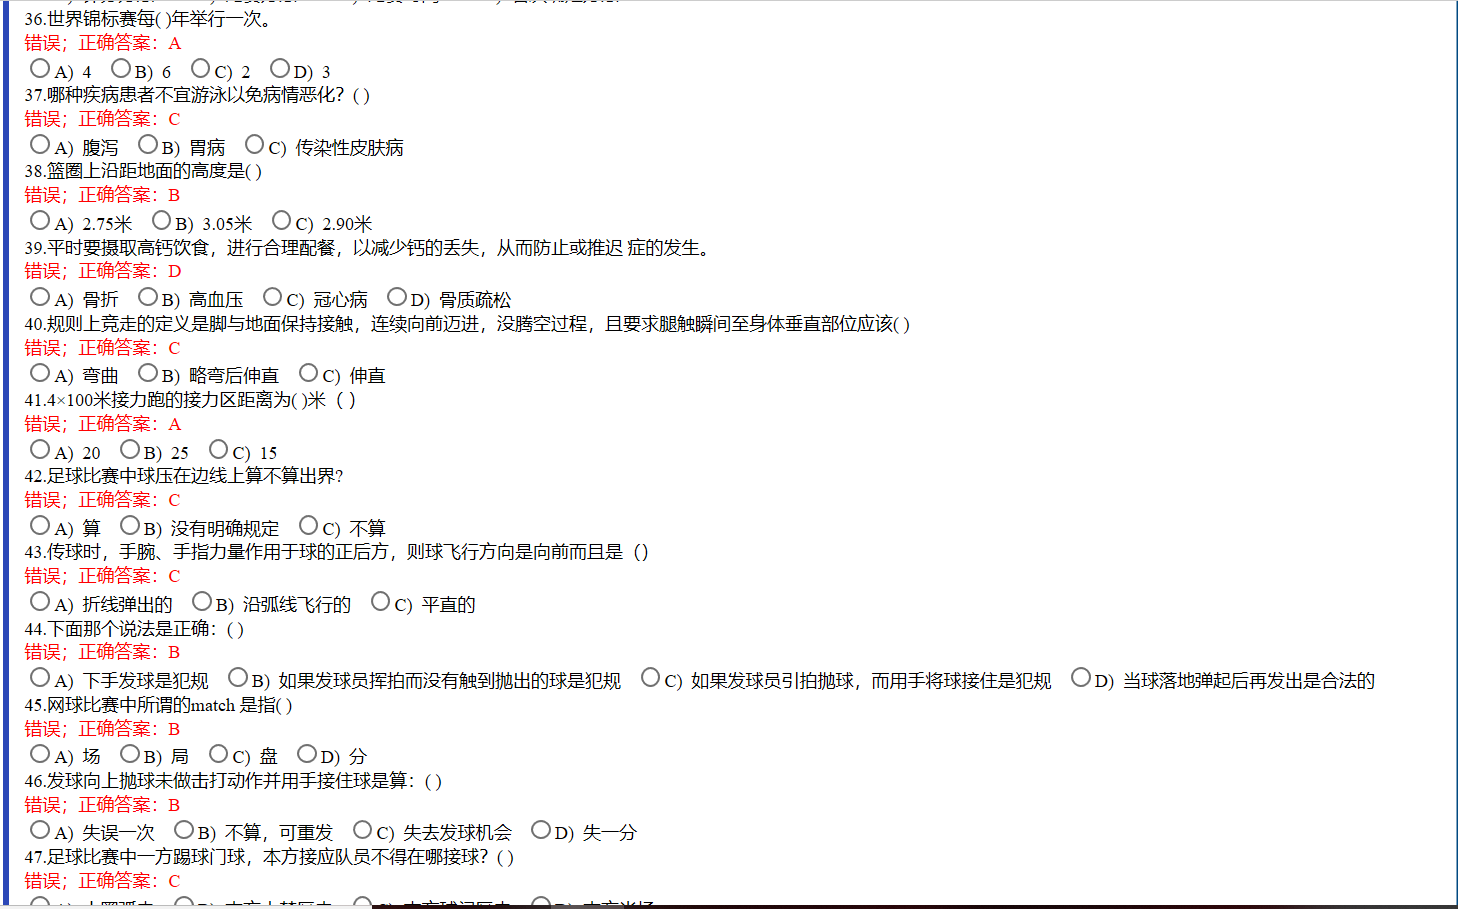 36.世界锦标赛每( )年举行一次。
错误；正确答案：A
A) 4 B) 6 C) 2 D) 3
37.哪种疾病患者不宜游泳以免病情恶化？( )
错误；正确答案：C
A) 腹泻 B) 胃病 C) 传染性皮肤病
38.篮圈上沿距地面的高度是( )
错误；正确答案：B
A) 2.75米 B) 3.05米 C) 2.90米
39.平时要摄取高钙饮食，进行合理配餐，以减少钙的丢失，从而防止或推迟 症的发生。
错误；正确答案：D
A) 骨折 B) 高血压 C) 冠心病 D) 骨质疏松
40.规则上竞走的定义是脚与地面保持接触，连续向前迈进，没腾空过程，且要求腿触瞬间至身体垂直部位应该( )
错误；正确答案：C
A) 弯曲 B) 略弯后伸直 C) 伸直
41.4×100米接力跑的接力区距离为( )米（ ）
错误；正确答案：A
A) 20 B) 25 C) 15
42.足球比赛中球压在边线上算不算出界?
错误；正确答案：C
A) 算 B) 没有明确规定 C) 不算
43.传球时，手腕、手指力量作用于球的正后方，则球飞行方向是向前而且是（）
错误；正确答案：C
A) 折线弹出的 B) 沿弧线飞行的 C) 平直的
44.下面那个说法是正确：( )
错误；正确答案：B
A) 下手发球是犯规 B) 如果发球员挥拍而没有触到抛出的球是犯规 C) 如果发球员引拍抛球，而用手将球接住是犯规 D) 当球落地弹起后再发出是合法的
45.网球比赛中所谓的match 是指( )
错误；正确答案：B
A) 场 B) 局 C) 盘 D) 分
46.发球向上抛球未做击打动作并用手接住球是算：( )
错误；正确答案：B
A) 失误一次 B) 不算，可重发 C) 失去发球机会 D) 失一分
47.足球比赛中一方踢球门球，本方接应队员不得在哪接球？( )
错误；正确答案：C